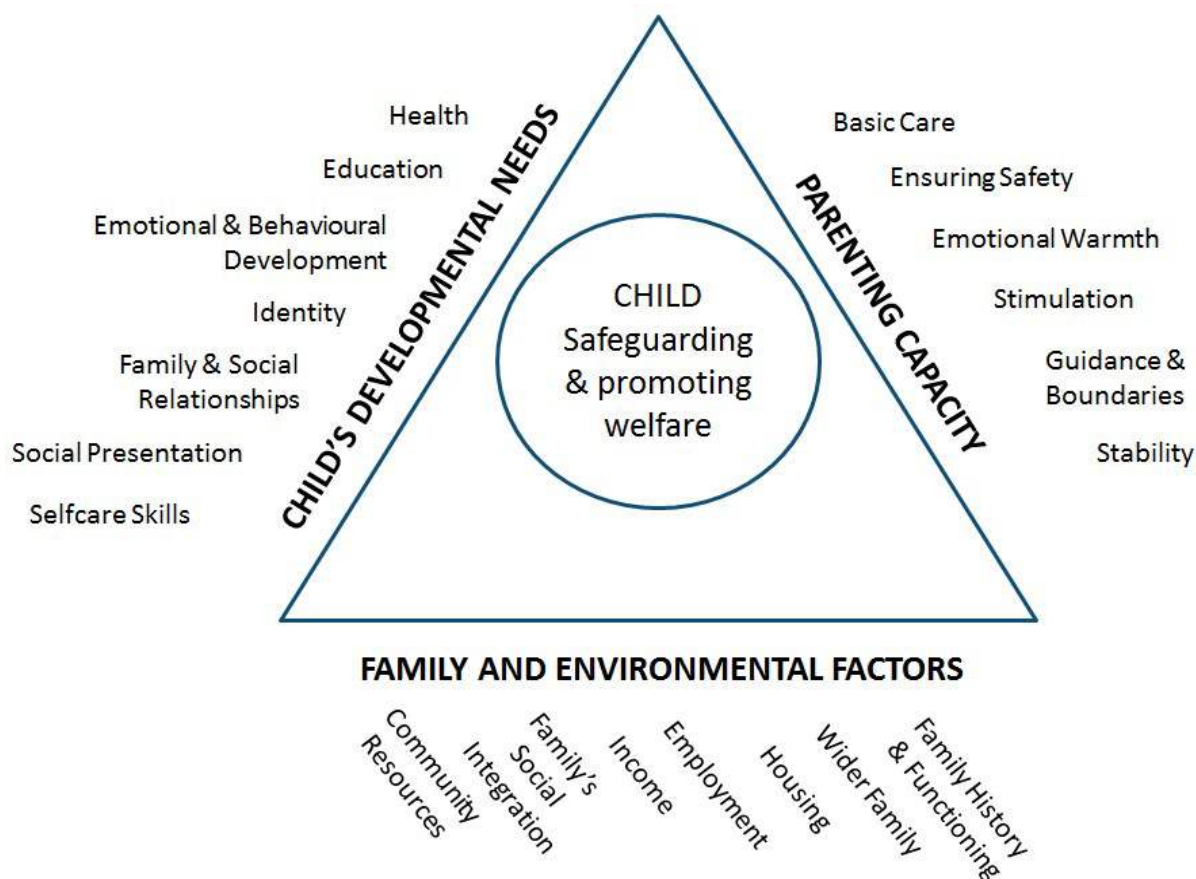 Health
Education
Emotional & Behavioural
Development
Identity
Family & Social
Relationships
Social Presentation
Selfcare Skills
CHILD'S DEVELOPMENTAL NEEDS
CHILD
Safeguarding
& promoting
welfare
PARENTING CAPACITY
Basic Care
Ensuring Safety
Emotional Warmth
Stimulation
Guidance &
Boundaries
Stability
FAMILY AND ENVIRONMENTAL FACTORS
Community
Resources
Family's
Social
Integration
Income
Employment
Housing
Wider Family
Family History
& Functioning